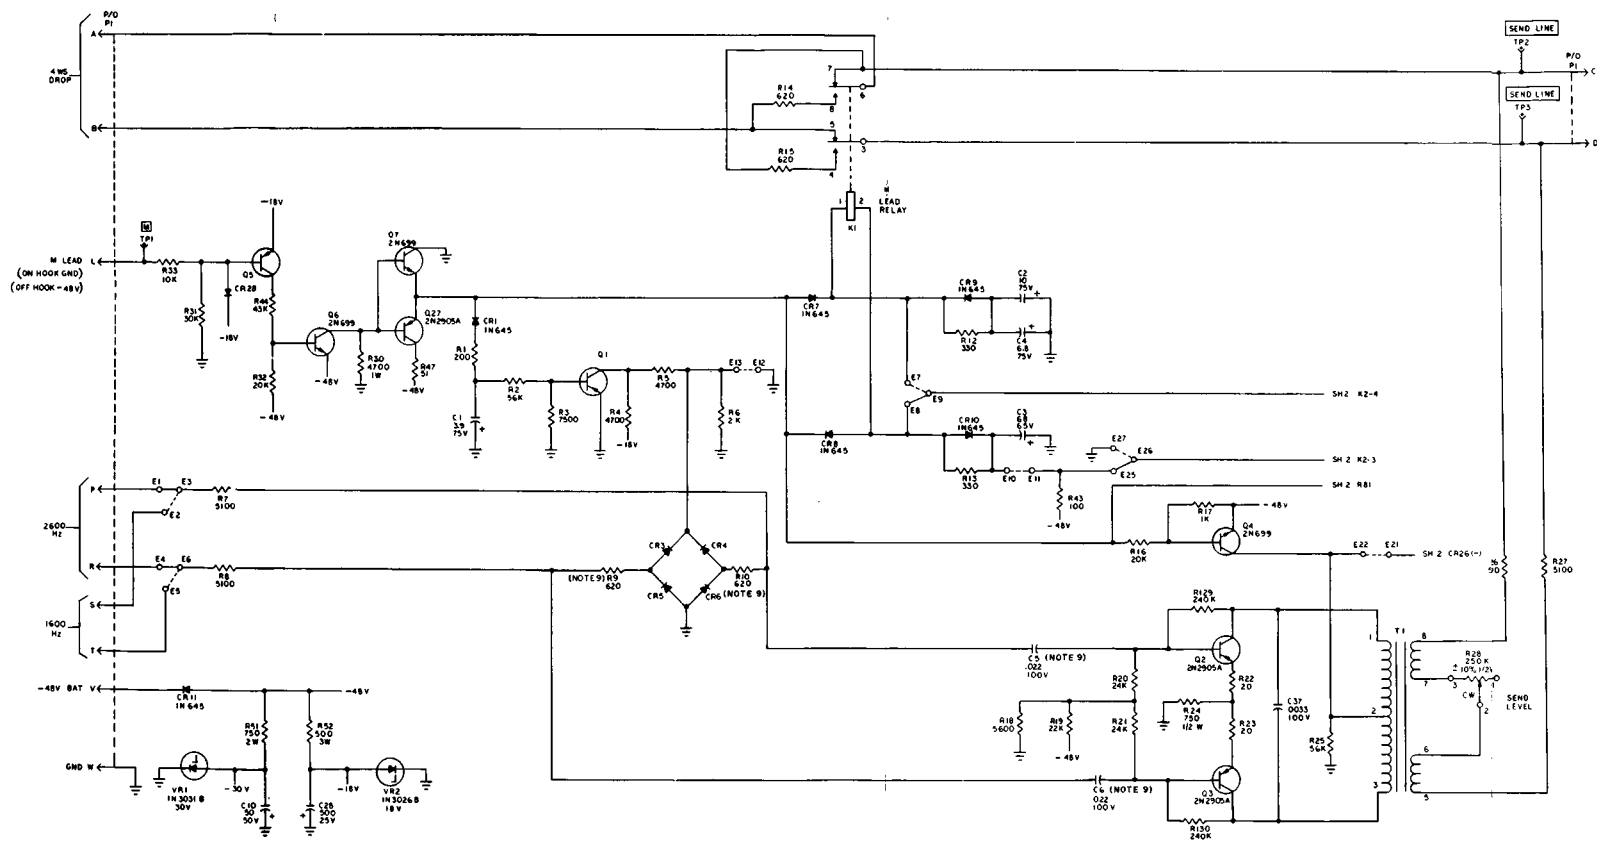 P/O
P1
A
4 WS
DROP
B
SEND LINE
TP2
P/O
P1
C
SEND LINE
TP3
D
R14
620
7
6
8
5
3
R15
620
4
M
LEAD
RELAY
1
2
K1
M
TP1
M LEAD
L
(ON HOOK GND)
(OFF HOOK -48V)
R33
10K
-18V
Q5
CR28
R31
30K
-18V
R44
43K
R32
20K
-48V
Q6
2N699
-48V
R30
4700
1W
Q7
2N699
Q27
2N2905A
R47
51
-48V
CR1
1N645
R1
200
C1
3.9
75V
+
R2
56K
R3
7500
Q1
R4
4700
-18V
R5
4700
R6
2K
E13
E12
CR7
1N645
CR9
1N645
C2
10
75V
+
R12
330
C4
6.8
75V
+
E7
E9
E8
SH2 K2-4
CR8
1N645
CR10
1N645
C3
68
65V
+
R13
330
E10
E11
R43
100
-48V
E27
E26
E25
SH 2 K2-3
SH 2 R81
R17
1K
-48V
Q4
2N699
R16
20K
E22
E21
SH 2 CR26(-)
2600
Hz
P
E1
E3
E2
R7
5100
R
E4
E6
E5
R8
5100
1600
Hz
S
T
CR3
CR4
CR5
CR6
(NOTE 9)
R9
620
R10
620
(NOTE 9)
R27
5100
R129
240K
C5
(NOTE 9)
.022
100V
Q2
2N2905A
R20
24K
R22
20
R18
5600
R19
22K
-48V
R21
24K
R24
750
1/2 W
R23
20
C37
.0033
100V
R25
56K
T1
1
2
3
8
7
6
5
R28
250K
±10%, 1/2W
3
4
CW
2
SEND
LEVEL
C6
(NOTE 9)
.022
100V
Q3
2N2905A
R130
240K
-48V BAT
V
CR11
1N645
-48V
R51
750
2W
R52
500
3W
GND W
VR1
1N3031B
30V
-30V
-18V
VR2
1N3026B
18V
C10
50
50V
+
C28
500
25V
+